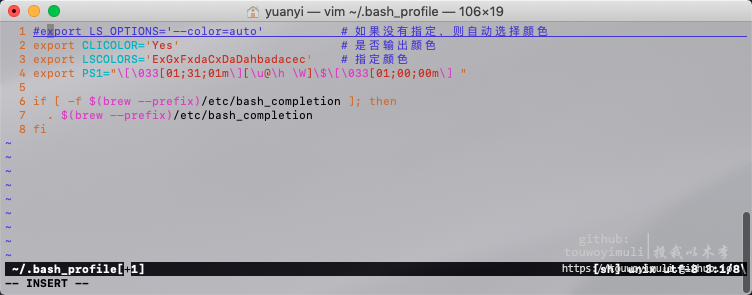 yuanyi — vim ~/.bash_profile — 106×19
1 #export LS_OPTIONS='--color=auto' # 如果没有指定、则自动选择颜色
2 export CLICOLOR='Yes' # 是否输出颜色
3 export LSCOLORS='ExGxFxdaCxDaDahbadacec' # 指定颜色
4 export PS1="\[\033[01;31;01m\][\u@\h \W]\$\[\033[01;00;00m\] "
5
6 if [ -f $(brew --prefix)/etc/bash_completion ]; then
7 . $(brew --prefix)/etc/bash_completion
8 fi
~
~
~
~
~
~
~
~
~
github:
touwoyimuli
投我以木李
~/.bash_profile[+1] [sh] unix utf-8 3:1/8\
https://touwoyimuli.github.io/
-- INSERT --